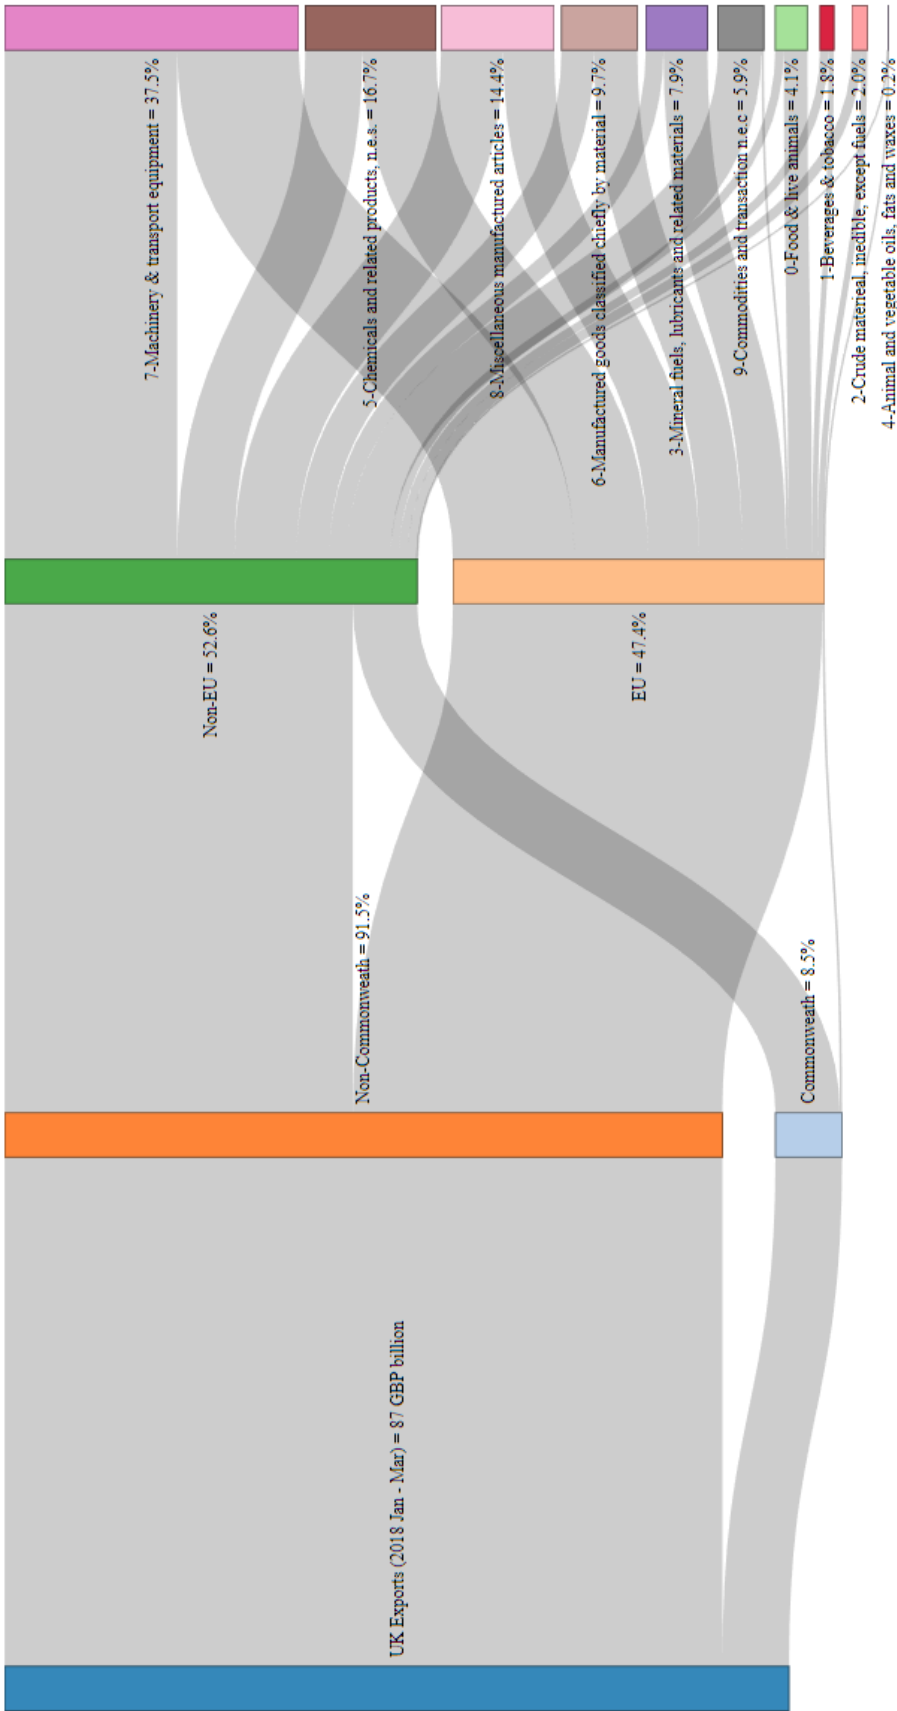 UK Exports (2018 Jan - Mar) = 87 GBP billion
Non-Commonweath = 91.5%
Commonweath = 8.5%
Non-EU = 52.6%
EU = 47.4%
7-Machinery & transport equipment = 37.5%
5-Chemicals and related products, n.e.s. = 16.7%
8-Miscellaneous manufactured articles = 14.4%
6-Manufactured goods classified chiefly by material = 9.7%
3-Mineral fuels, lubricants and related materials = 7.9%
9-Commodities and transaction n.e.c = 5.9%
0-Food & live animals = 4.1%
1-Beverages & tobacco = 1.8%
2-Crude materieal, inedible, except fuels = 2.0%
4-Animal and vegetable oils, fats and waxes = 0.2%